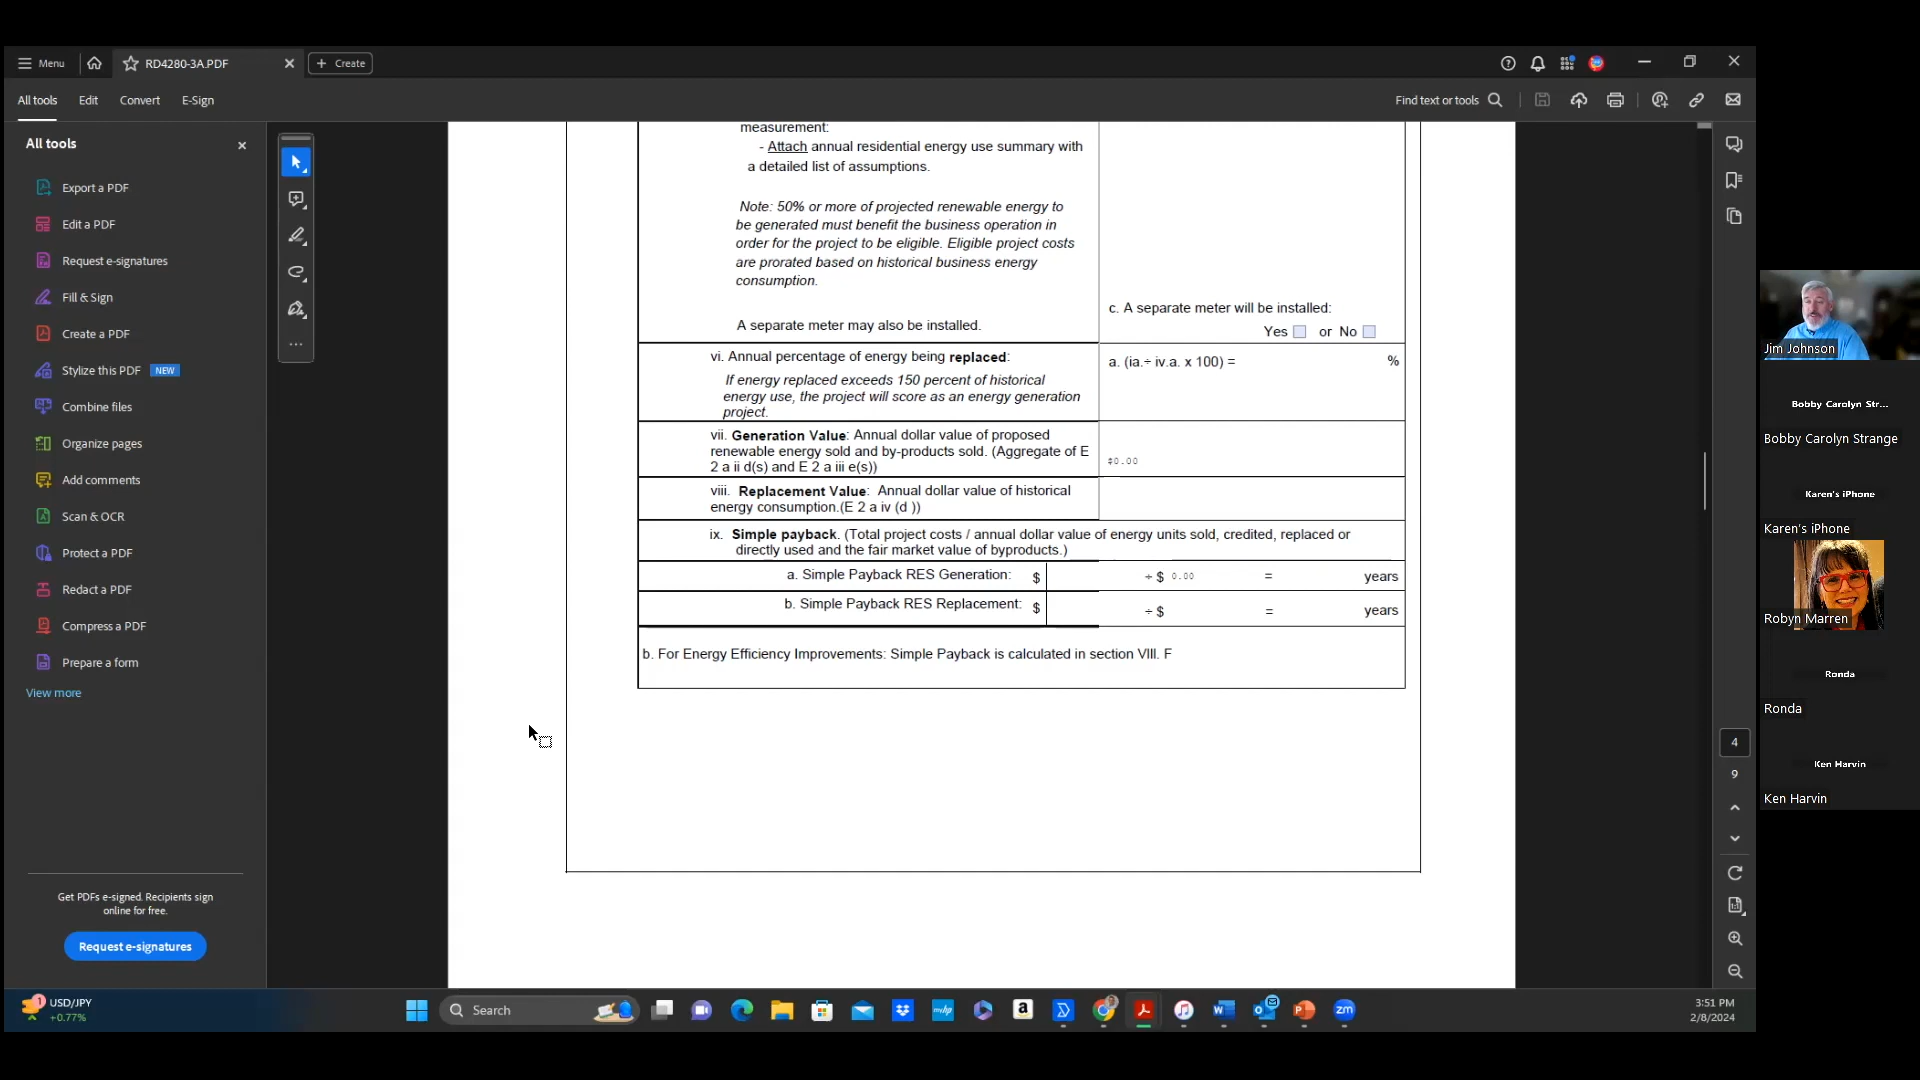 Menu
RD4280-3A.PDF
Create
All tools
Edit
Convert
E-Sign
Find text or tools
All tools
Export a PDF
Edit a PDF
Request e-signatures
Fill & Sign
Create a PDF
Stylize this PDF NEW
Combine files
Organize pages
Add comments
Scan & OCR
Protect a PDF
Redact a PDF
Compress a PDF
Prepare a form
View more
Get PDFs e-signed. Recipients sign
online for free.
Request e-signatures
measurement:
- Attach annual residential energy use summary with
a detailed list of assumptions.
Note: 50% or more of projected renewable energy to
be generated must benefit the business operation in
order for the project to be eligible. Eligible project costs
are prorated based on historical business energy
consumption.
A separate meter may also be installed.
c. A separate meter will be installed:
Yes or No
vi. Annual percentage of energy being replaced:
If energy replaced exceeds 150 percent of historical
energy use, the project will score as an energy generation
project.
a. (ia.÷ iv.a. x 100) = %
vii. Generation Value: Annual dollar value of proposed
renewable energy sold and by-products sold. (Aggregate of E
2 a ii d(s) and E 2 a iii e(s))
$0.00
viii. Replacement Value: Annual dollar value of historical
energy consumption.(E 2 a iv (d ))
ix. Simple payback. (Total project costs / annual dollar value of energy units sold, credited, replaced or
directly used and the fair market value of byproducts.)
a. Simple Payback RES Generation: $ ÷ $ 0.00 = years
b. Simple Payback RES Replacement: $ ÷ $ = years
b. For Energy Efficiency Improvements: Simple Payback is calculated in section VIII. F
4
9
Jim Johnson
Bobby Carolyn Str...
Bobby Carolyn Strange
Karen's iPhone
Karen's iPhone
Robyn Marren
Ronda
Ronda
Ken Harvin
Ken Harvin
1
USD/JPY
+0.77%
Search
myhp
a
W
P
zm
3:51 PM
2/8/2024